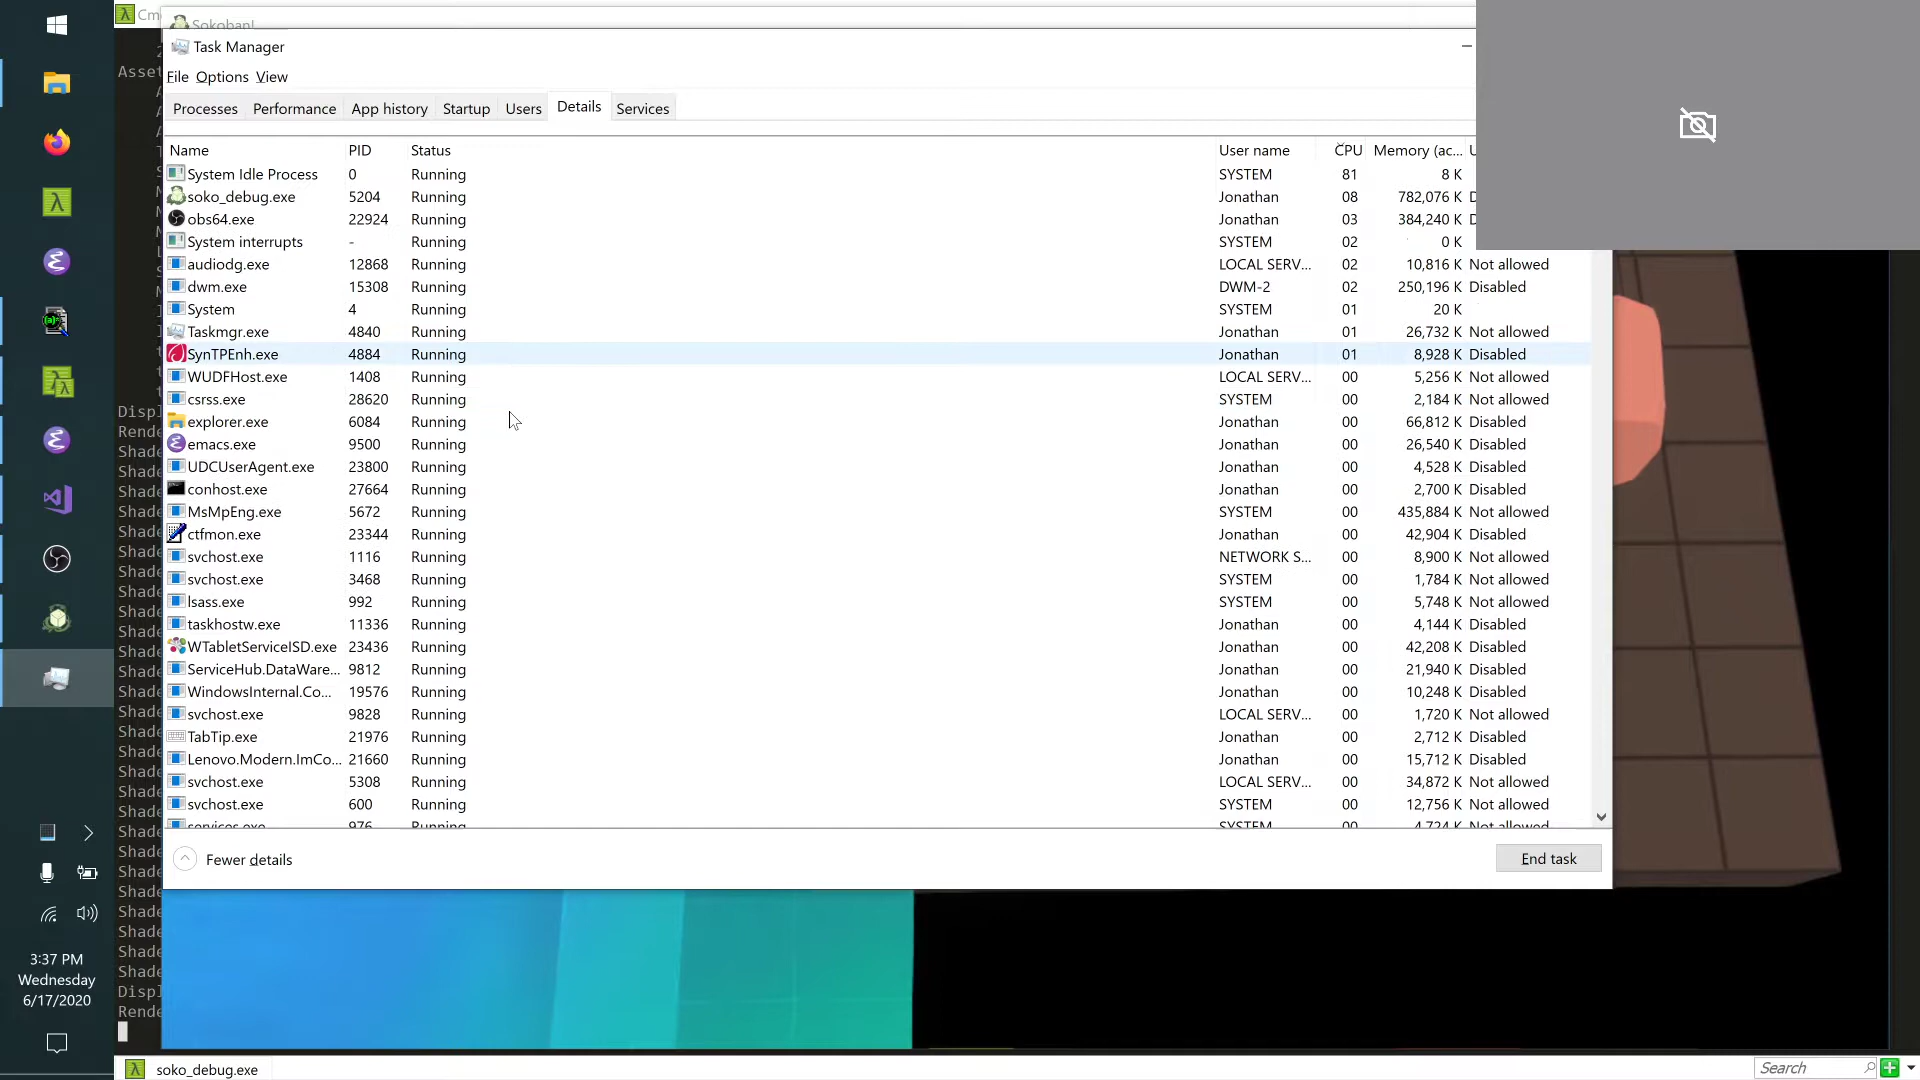 Cm
Sokoban!
Task Manager
File Options View
Processes Performance App history Startup Users Details Services
Name PID Status User name CPU Memory (ac...
System Idle Process 0 Running SYSTEM 81 8 K
soko_debug.exe 5204 Running Jonathan 08 782,076 K D
obs64.exe 22924 Running Jonathan 03 384,240 K D
System interrupts - Running SYSTEM 02 0 K
audiodg.exe 12868 Running LOCAL SERV... 02 10,816 K Not allowed
dwm.exe 15308 Running DWM-2 02 250,196 K Disabled
System 4 Running SYSTEM 01 20 K
Taskmgr.exe 4840 Running Jonathan 01 26,732 K Not allowed
SynTPEnh.exe 4884 Running Jonathan 01 8,928 K Disabled
WUDFHost.exe 1408 Running LOCAL SERV... 00 5,256 K Not allowed
csrss.exe 28620 Running SYSTEM 00 2,184 K Not allowed
explorer.exe 6084 Running Jonathan 00 66,812 K Disabled
emacs.exe 9500 Running Jonathan 00 26,540 K Disabled
UDCUserAgent.exe 23800 Running Jonathan 00 4,528 K Disabled
conhost.exe 27664 Running Jonathan 00 2,700 K Disabled
MsMpEng.exe 5672 Running SYSTEM 00 435,884 K Not allowed
ctfmon.exe 23344 Running Jonathan 00 42,904 K Disabled
svchost.exe 1116 Running NETWORK S... 00 8,900 K Not allowed
svchost.exe 3468 Running SYSTEM 00 1,784 K Not allowed
lsass.exe 992 Running SYSTEM 00 5,748 K Not allowed
taskhostw.exe 11336 Running Jonathan 00 4,144 K Disabled
WTabletServiceISD.exe 23436 Running Jonathan 00 42,208 K Disabled
ServiceHub.DataWare... 9812 Running Jonathan 00 21,940 K Disabled
WindowsInternal.Co... 19576 Running Jonathan 00 10,248 K Disabled
svchost.exe 9828 Running LOCAL SERV... 00 1,720 K Not allowed
TabTip.exe 21976 Running Jonathan 00 2,712 K Disabled
Lenovo.Modern.ImCo... 21660 Running Jonathan 00 15,712 K Disabled
svchost.exe 5308 Running LOCAL SERV... 00 34,872 K Not allowed
svchost.exe 600 Running SYSTEM 00 12,756 K Not allowed
services.exe 976 Running SYSTEM 00 4,724 K Not allowed
Fewer details End task
3:37 PM
Wednesday
6/17/2020
soko_debug.exe Search